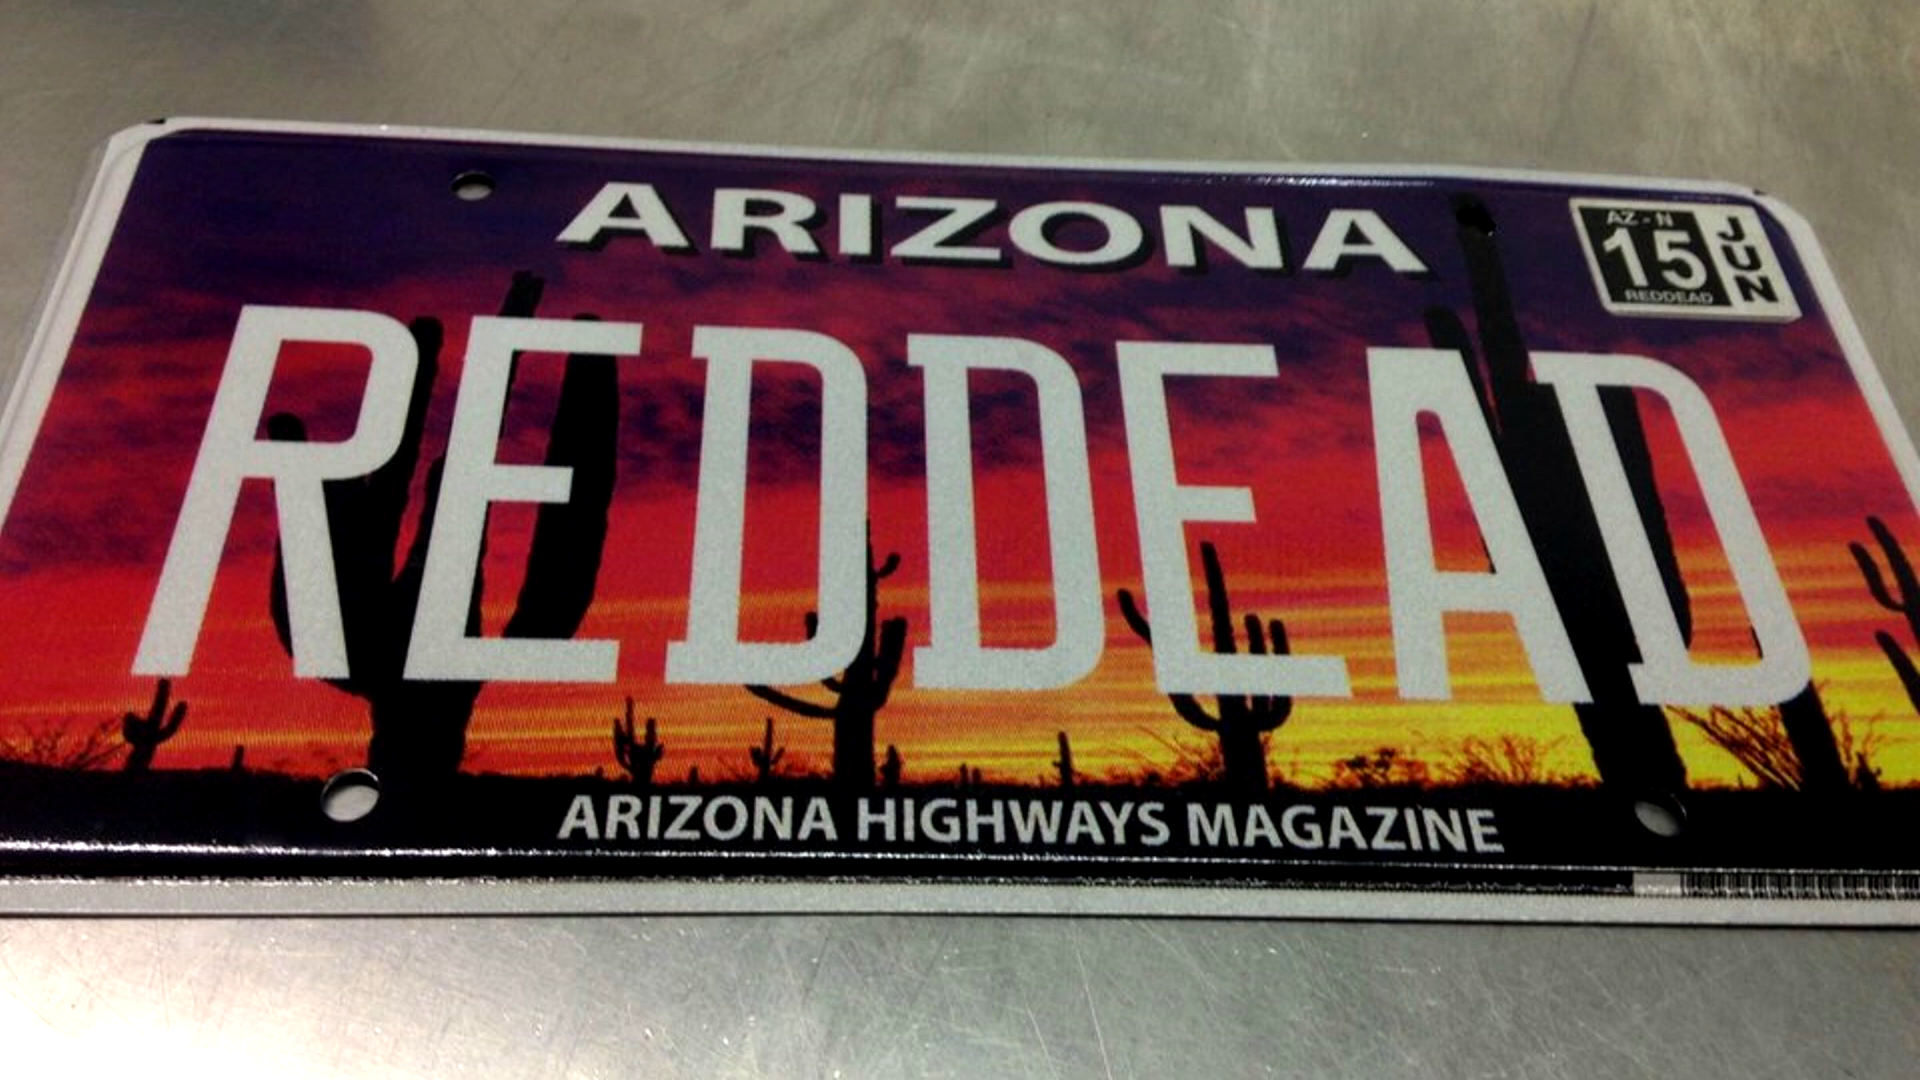 ARIZONA
AZ - N
15
JUN
REDDEAD
REDDEAD
ARIZONA HIGHWAYS MAGAZINE